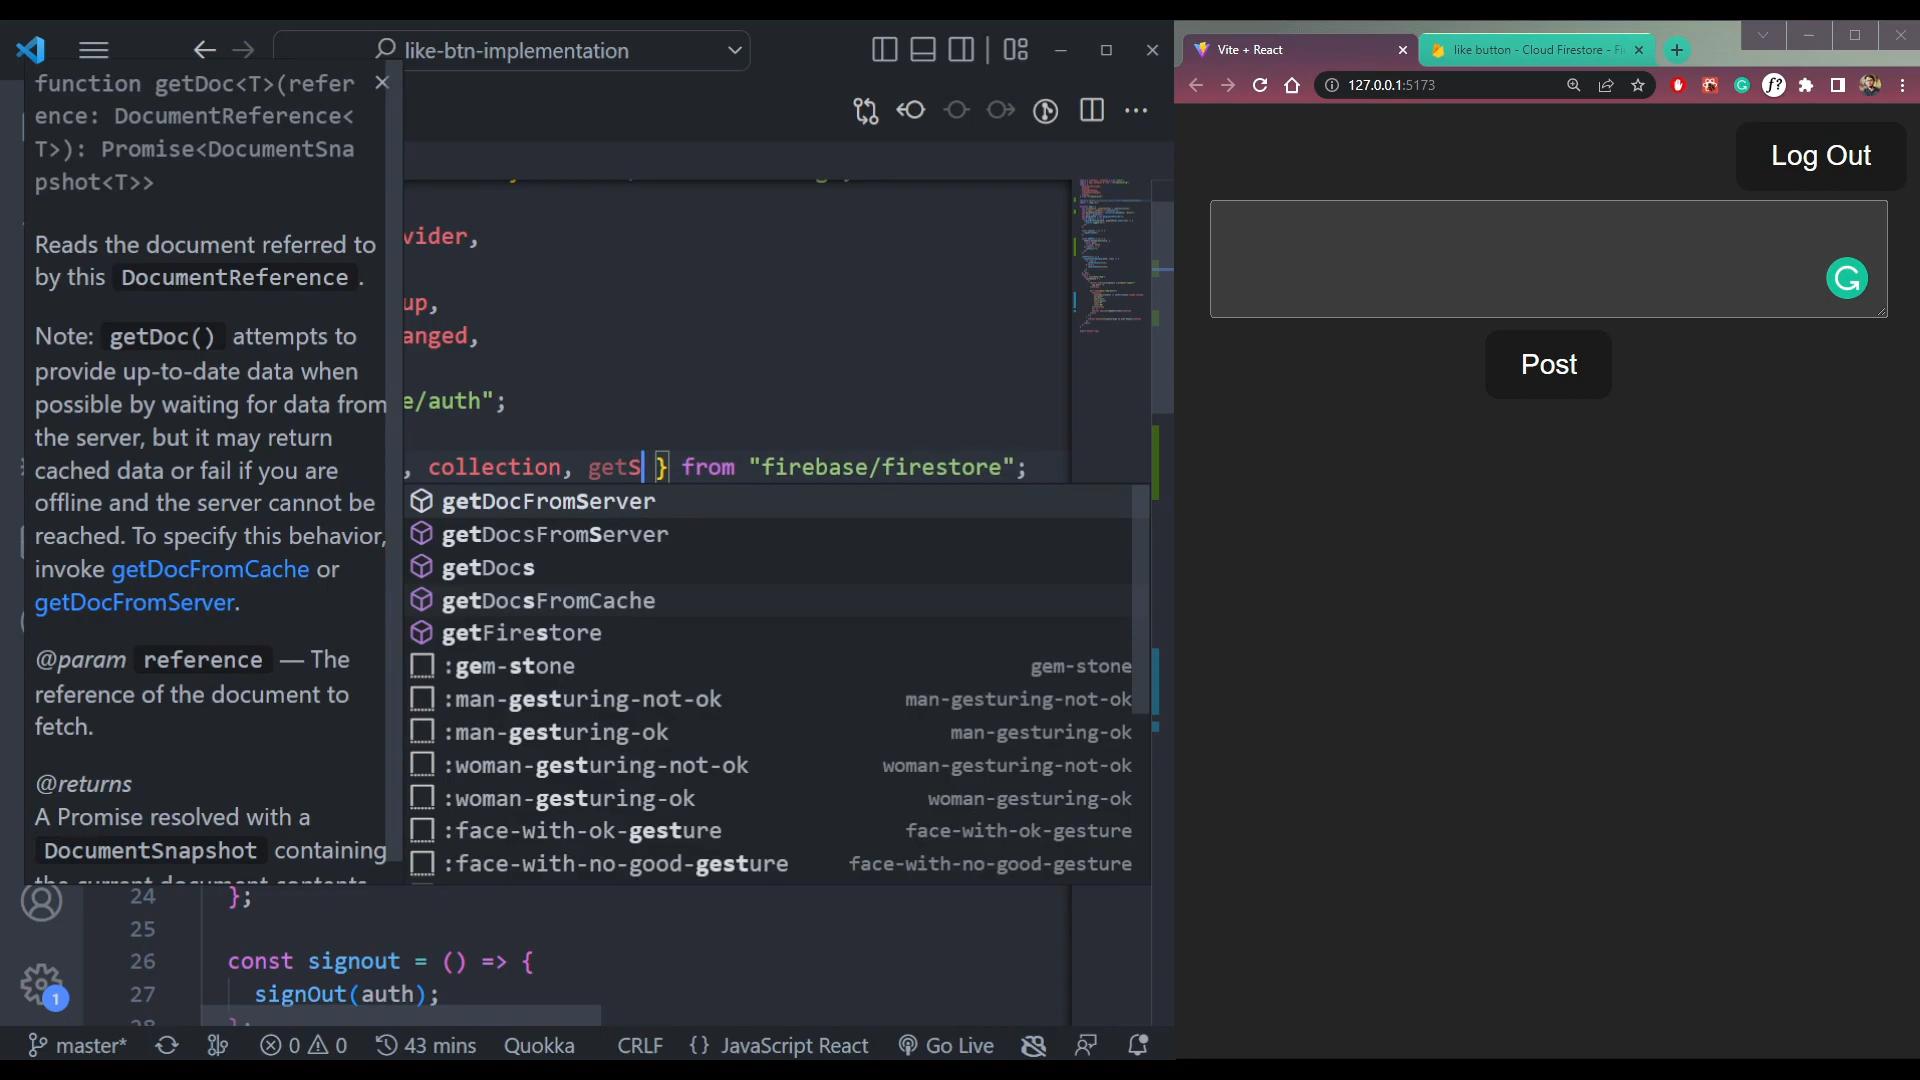 like-btn-implementation
function getDoc<T>(refer
ence: DocumentReference<
T>): Promise<DocumentSna
pshot<T>>
Reads the document referred to
by this DocumentReference.
Note: getDoc() attempts to
provide up-to-date data when
possible by waiting for data from
the server, but it may return
cached data or fail if you are
offline and the server cannot be
reached. To specify this behavior,
invoke getDocFromCache or
getDocFromServer.
@param reference — The
reference of the document to
fetch.
@returns
A Promise resolved with a
DocumentSnapshot containing
the current document contents
vider,
up,
anged,
e/auth";
, collection, getS } from "firebase/firestore";
getDocFromServer
getDocsFromServer
getDocs
getDocsFromCache
getFirestore
:gem-stone gem-stone
:man-gesturing-not-ok man-gesturing-not-ok
:man-gesturing-ok man-gesturing-ok
:woman-gesturing-not-ok woman-gesturing-not-ok
:woman-gesturing-ok woman-gesturing-ok
:face-with-ok-gesture face-with-ok-gesture
:face-with-no-good-gesture face-with-no-good-gesture
24 };
25
26 const signout = () => {
27 signOut(auth);
28 };
1
master* 0 0 43 mins Quokka CRLF {} JavaScript React Go Live
Vite + React
like button - Cloud Firestore - Fi
127.0.0.1:5173
Log Out
Post